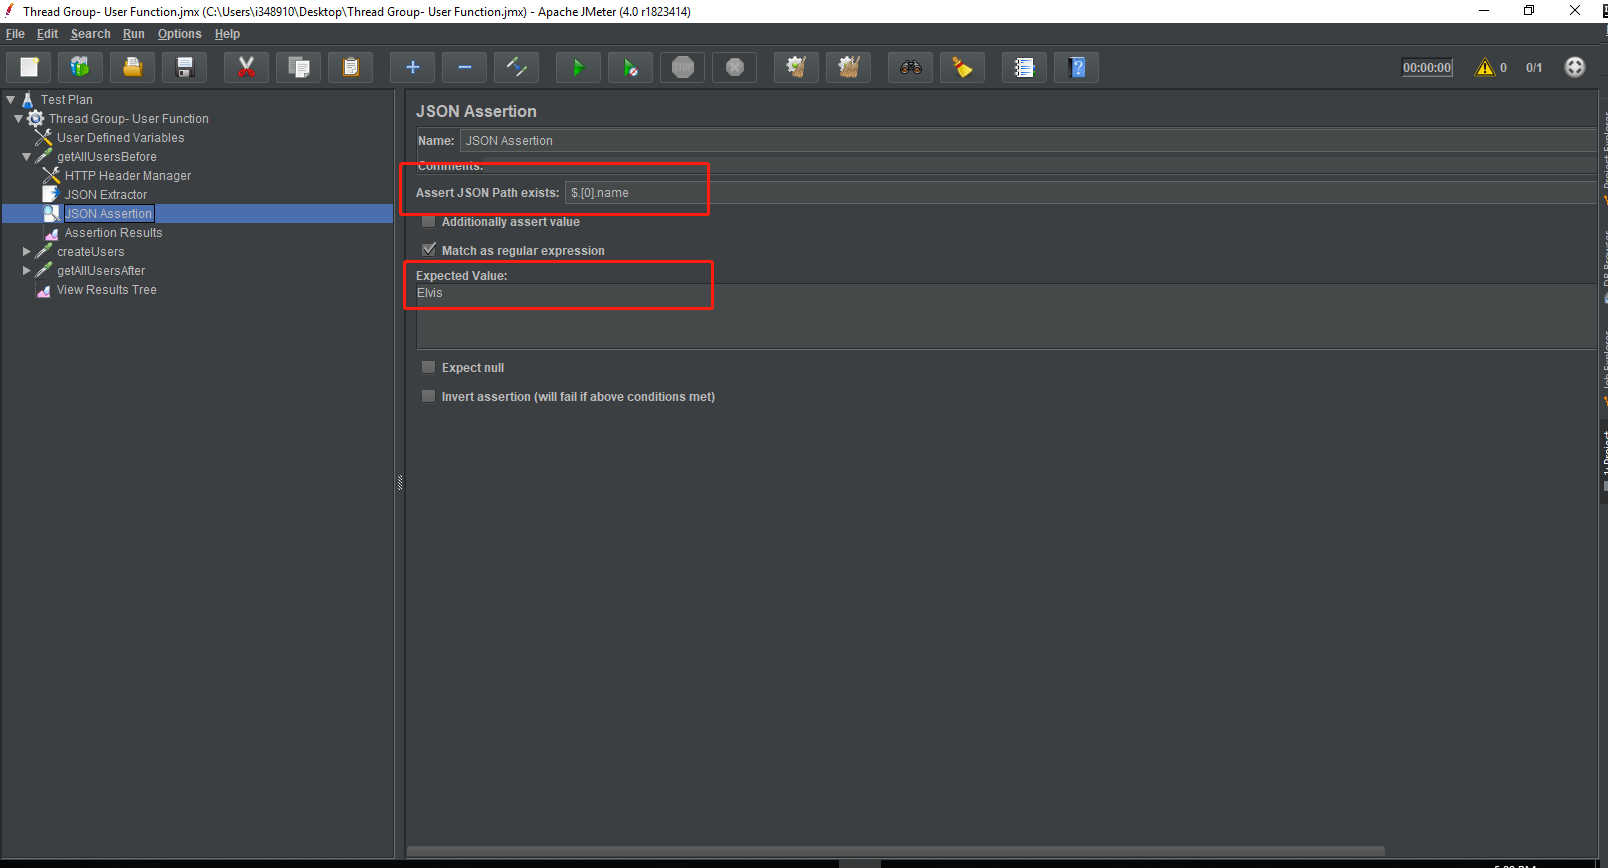 Thread Group- User Function.jmx (C:\Users\i348910\Desktop\Thread Group- User Function.jmx) - Apache JMeter (4.0 r1823414)
File Edit Search Run Options Help
STOP
00:00:00 0 0/1
Test Plan
Thread Group- User Function
User Defined Variables
getAllUsersBefore
HTTP Header Manager
JSON Extractor
JSON Assertion
Assertion Results
createUsers
getAllUsersAfter
View Results Tree
JSON Assertion
Name: JSON Assertion
Comments:
Assert JSON Path exists: $.[0].name
Additionally assert value
Match as regular expression
Expected Value:
Elvis
Expect null
Invert assertion (will fail if above conditions met)